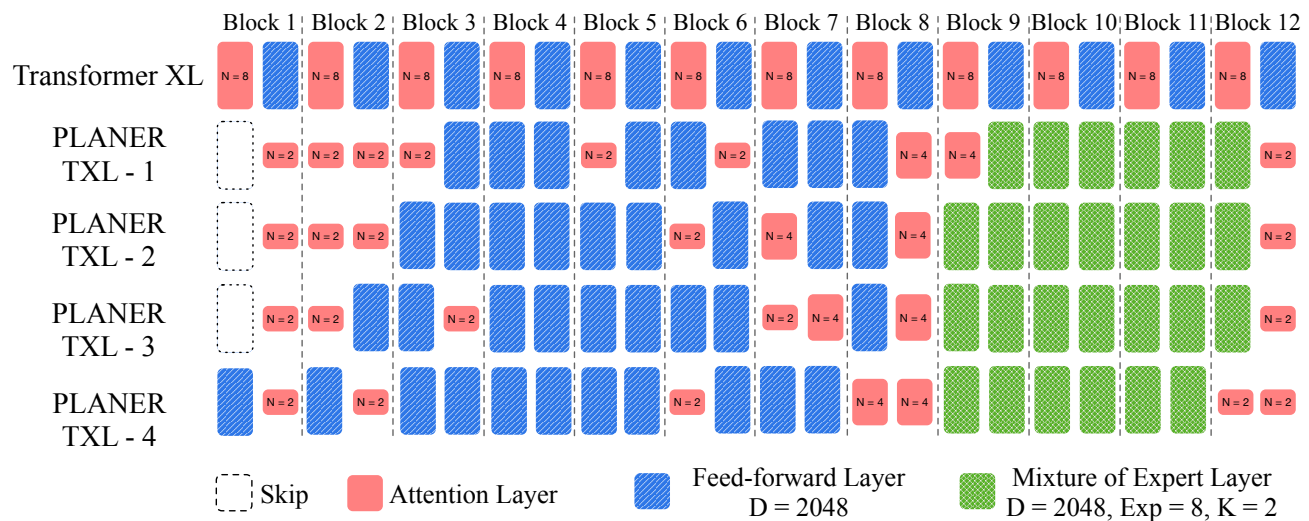 Block 1 Block 2 Block 3 Block 4 Block 5 Block 6 Block 7 Block 8 Block 9 Block 10 Block 11 Block 12
Transformer XL N = 8 N = 8 N = 8 N = 8 N = 8 N = 8 N = 8 N = 8 N = 8 N = 8 N = 8 N = 8
PLANER
TXL - 1
N = 2 N = 2 N = 2 N = 2 N = 2 N = 2 N = 4 N = 4 N = 2
PLANER
TXL - 2
N = 2 N = 2 N = 2 N = 2 N = 4 N = 4 N = 2
PLANER
TXL - 3
N = 2 N = 2 N = 2 N = 2 N = 4 N = 4 N = 2
PLANER
TXL - 4
N = 2 N = 2 N = 2 N = 4 N = 4 N = 2 N = 2
Skip
Attention Layer
Feed-forward Layer
D = 2048
Mixture of Expert Layer
D = 2048, Exp = 8, K = 2